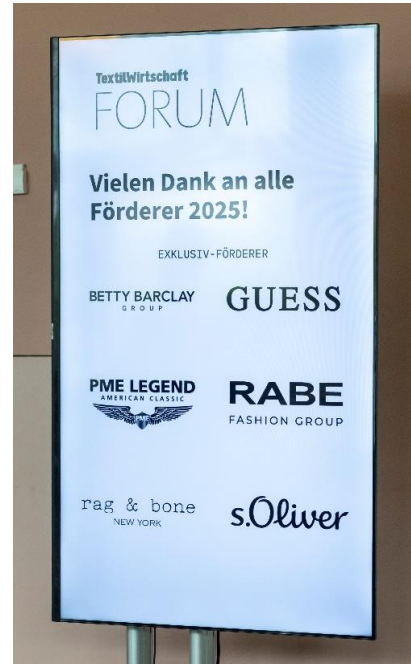 TextilWirtschaft
FORUM
Vielen Dank an alle
Förderer 2025!
EXKLUSIV-FÖRDERER
BETTY BARCLAY
GROUP
GUESS
PME LEGEND
AMERICAN CLASSIC
PME
RABE
FASHION GROUP
rag & bone
NEW YORK
s.Oliver